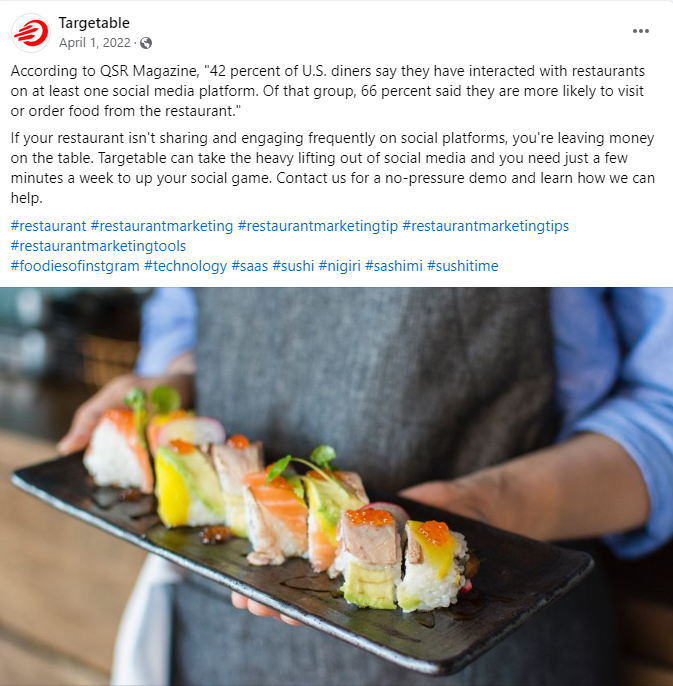 Targetable
April 1, 2022 ·
According to QSR Magazine, "42 percent of U.S. diners say they have interacted with restaurants
on at least one social media platform. Of that group, 66 percent said they are more likely to visit
or order food from the restaurant."
If your restaurant isn't sharing and engaging frequently on social platforms, you're leaving money
on the table. Targetable can take the heavy lifting out of social media and you need just a few
minutes a week to up your social game. Contact us for a no-pressure demo and learn how we can
help.
#restaurant #restaurantmarketing #restaurantmarketingtip #restaurantmarketingtips
#restaurantmarketingtools
#foodiesofinstgram #technology #saas #sushi #nigiri #sashimi #sushitime